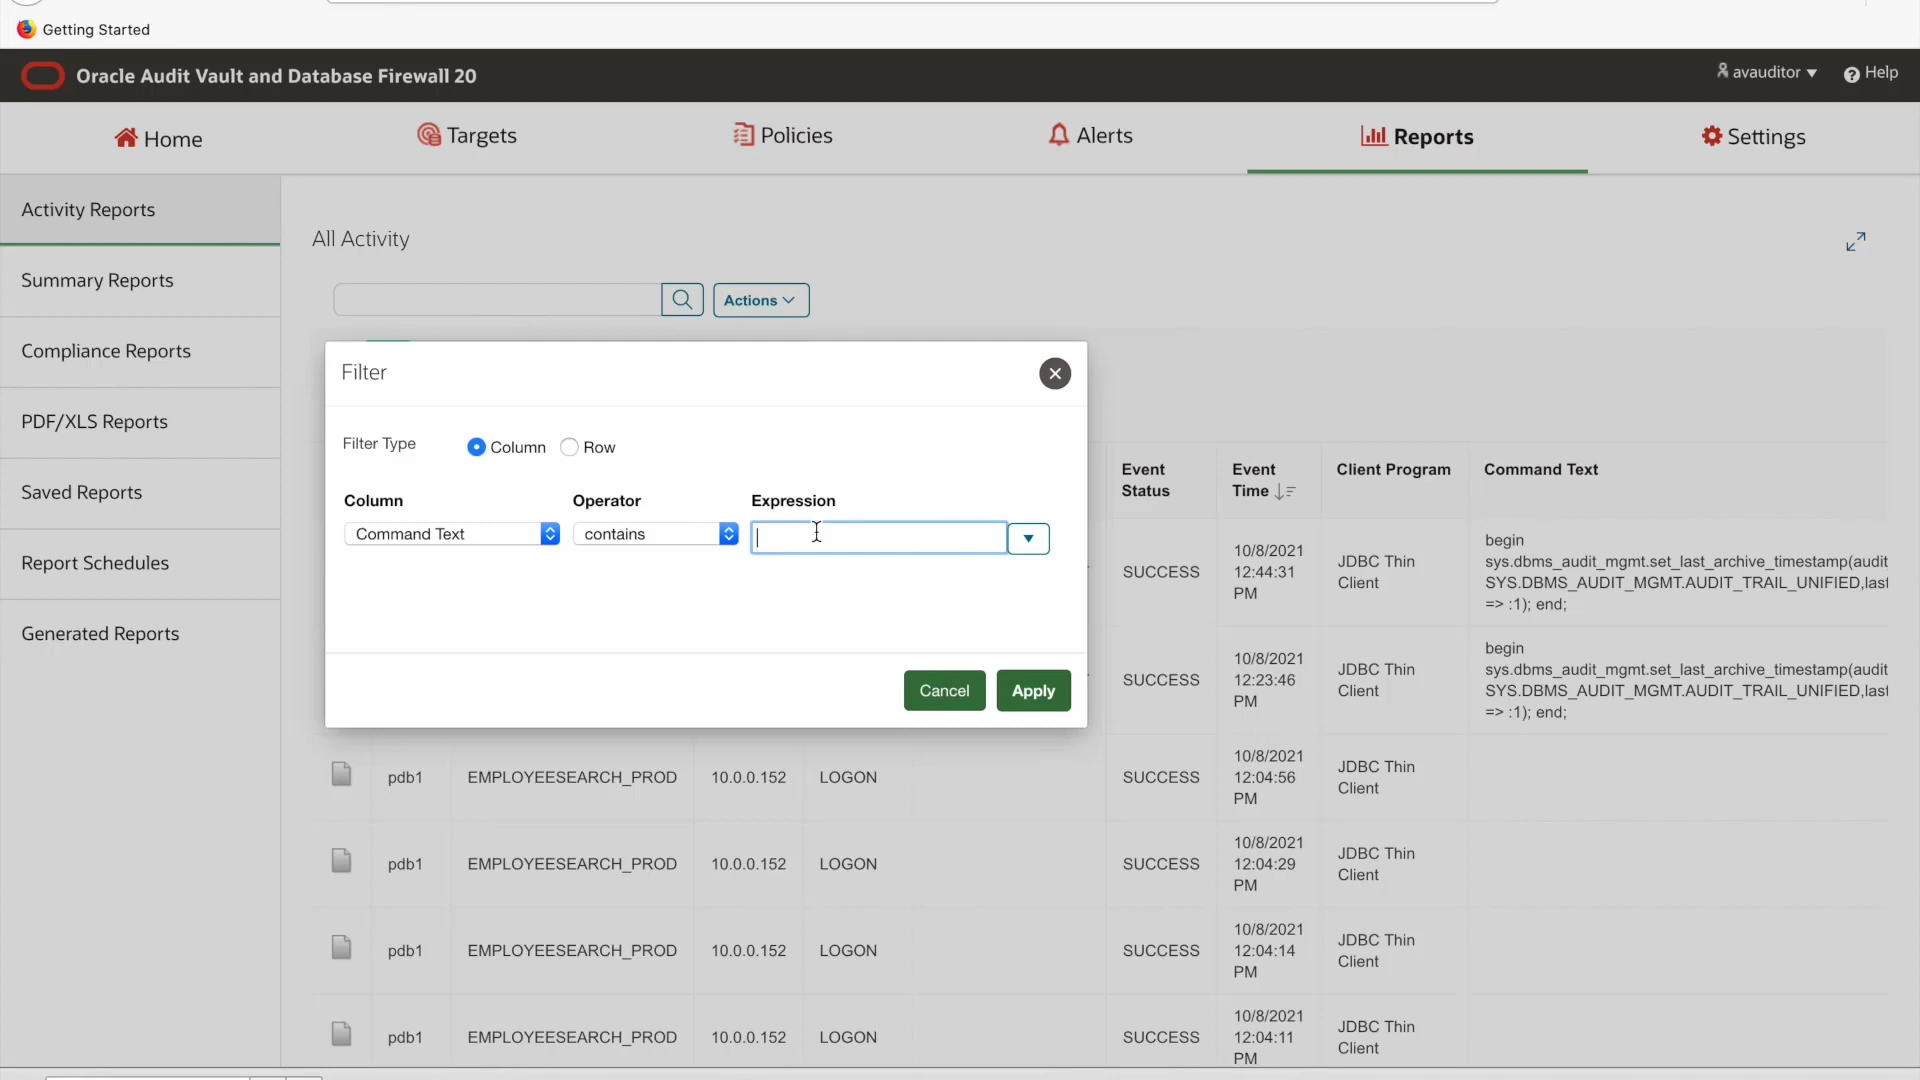 Getting Started
Oracle Audit Vault and Database Firewall 20
avauditor
Help
Home
Targets
Policies
Alerts
Reports
Settings
Activity Reports
Summary Reports
Compliance Reports
PDF/XLS Reports
Saved Reports
Report Schedules
Generated Reports
All Activity
Actions
Filter
Filter Type
Column
Row
Column
Operator
Expression
Command Text
contains
Cancel
Apply
Event
Status
Event
Time
Client Program
Command Text
SUCCESS
10/8/2021
12:44:31
PM
JDBC Thin
Client
begin
sys.dbms_audit_mgmt.set_last_archive_timestamp(audit
SYS.DBMS_AUDIT_MGMT.AUDIT_TRAIL_UNIFIED,last
=> :1); end;
SUCCESS
10/8/2021
12:23:46
PM
JDBC Thin
Client
begin
sys.dbms_audit_mgmt.set_last_archive_timestamp(audit
SYS.DBMS_AUDIT_MGMT.AUDIT_TRAIL_UNIFIED,last
=> :1); end;
pdb1
EMPLOYEESEARCH_PROD
10.0.0.152
LOGON
SUCCESS
10/8/2021
12:04:56
PM
JDBC Thin
Client
pdb1
EMPLOYEESEARCH_PROD
10.0.0.152
LOGON
SUCCESS
10/8/2021
12:04:29
PM
JDBC Thin
Client
pdb1
EMPLOYEESEARCH_PROD
10.0.0.152
LOGON
SUCCESS
10/8/2021
12:04:14
PM
JDBC Thin
Client
pdb1
EMPLOYEESEARCH_PROD
10.0.0.152
LOGON
SUCCESS
10/8/2021
12:04:11
PM
JDBC Thin
Client